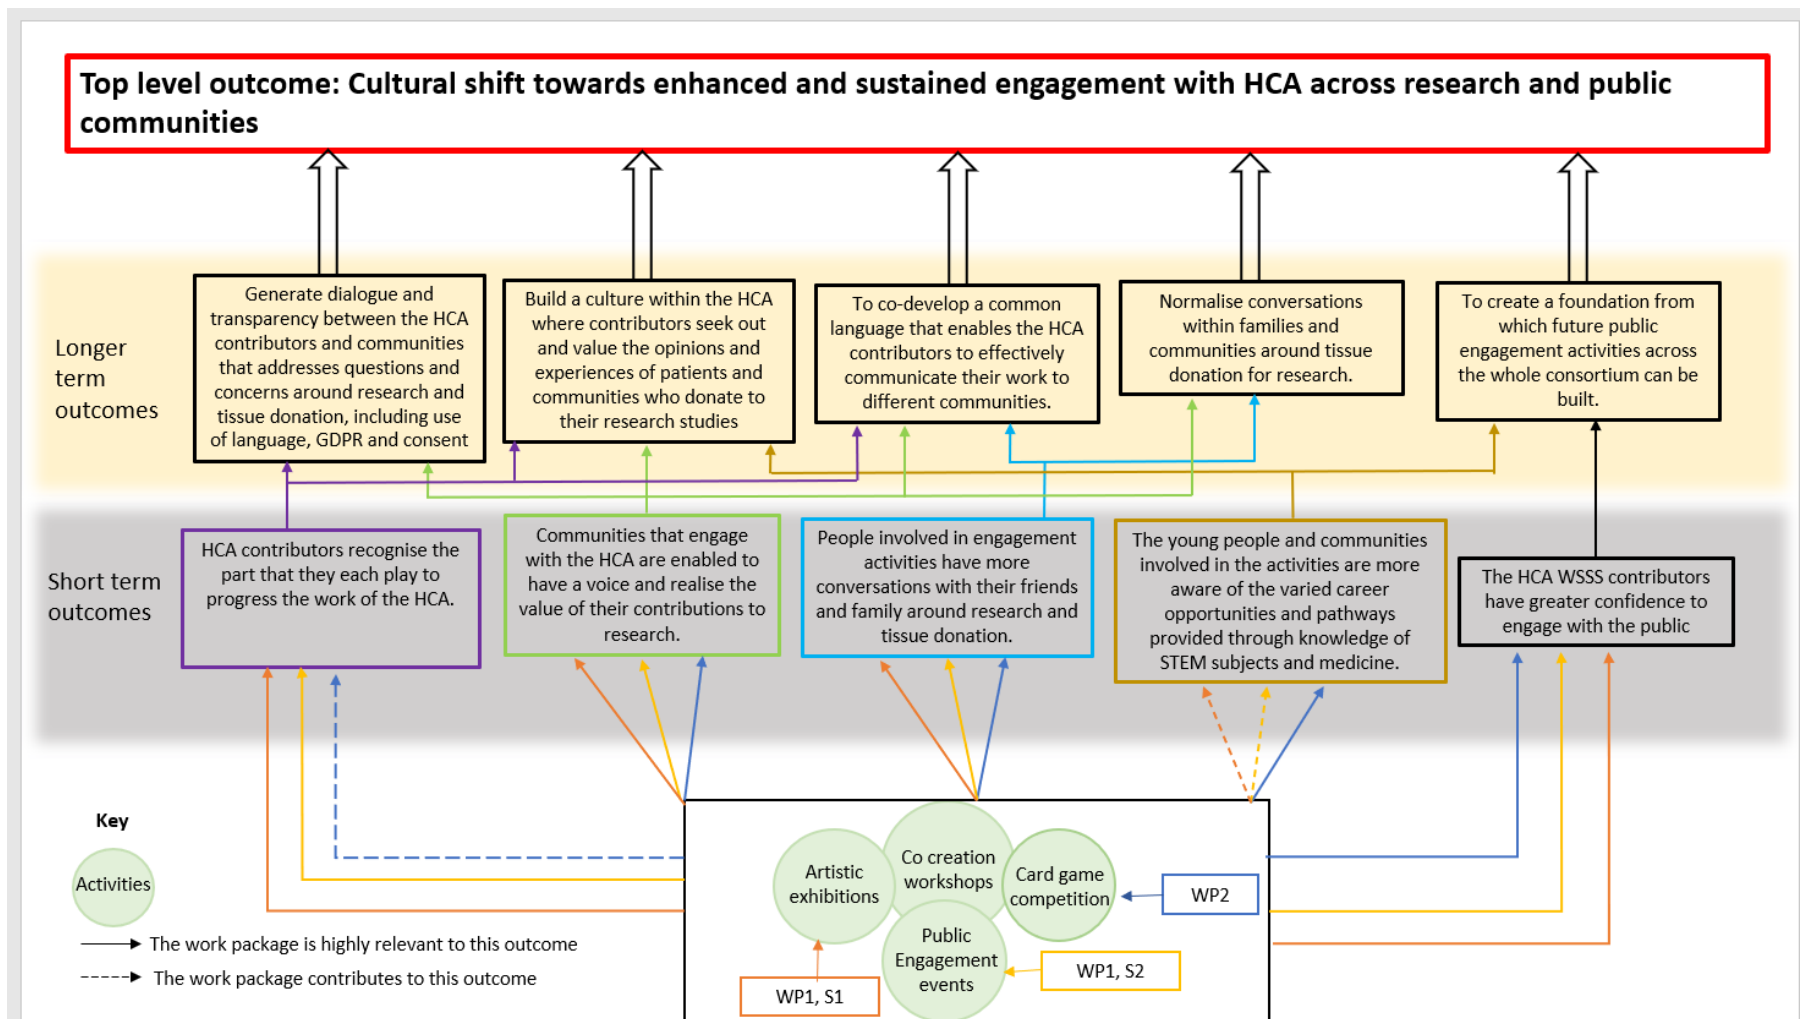 Top level outcome: Cultural shift towards enhanced and sustained engagement with HCA across research and public
communities
Longer
term
outcomes
Generate dialogue and
transparency between the HCA
contributors and communities
that addresses questions and
concerns around research and
tissue donation, including use
of language, GDPR and consent
Build a culture within the HCA
where contributors seek out
and value the opinions and
experiences of patients and
communities who donate to
their research studies
To co-develop a common
language that enables the HCA
contributors to effectively
communicate their work to
different communities.
Normalise conversations
within families and
communities around tissue
donation for research.
To create a foundation from
which future public
engagement activities across
the whole consortium can be
built.
Short term
outcomes
HCA contributors recognise the
part that they each play to
progress the work of the HCA.
Communities that engage
with the HCA are enabled to
have a voice and realise the
value of their contributions to
research.
People involved in engagement
activities have more
conversations with their friends
and family around research and
tissue donation.
The young people and communities
involved in the activities are more
aware of the varied career
opportunities and pathways
provided through knowledge of
STEM subjects and medicine.
The HCA WSSS contributors
have greater confidence to
engage with the public
Key
Activities
The work package is highly relevant to this outcome
The work package contributes to this outcome
Artistic
exhibitions
Co creation
workshops
Card game
competition
Public
Engagement
events
WP2
WP1, S1
WP1, S2